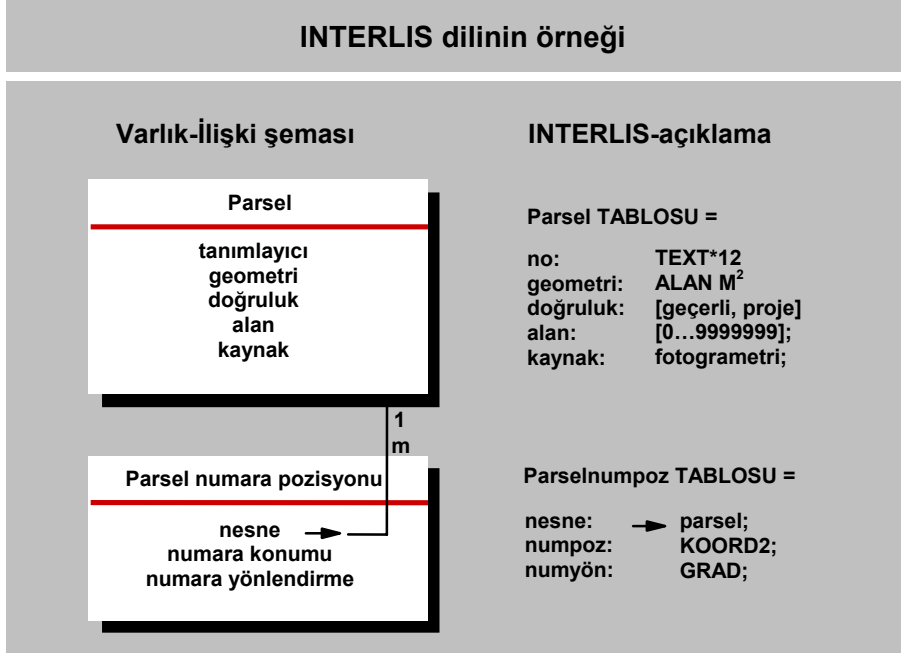 INTERLIS dilinin örneği
Varlık-İlişki şeması
Parsel
tanımlayıcı
geometri
doğruluk
alan
kaynak
1
m
Parsel numara pozisyonu
nesne
numara konumu
numara yönlendirme
INTERLIS-açıklama
Parsel TABLOSU =
no: TEXT*12
geometri: ALAN M²
doğruluk: [geçerli, proje]
alan: [0…9999999];
kaynak: fotogrametri;
Parselnumpoz TABLOSU =
nesne: → parsel;
numpoz: KOORD2;
numyön: GRAD;